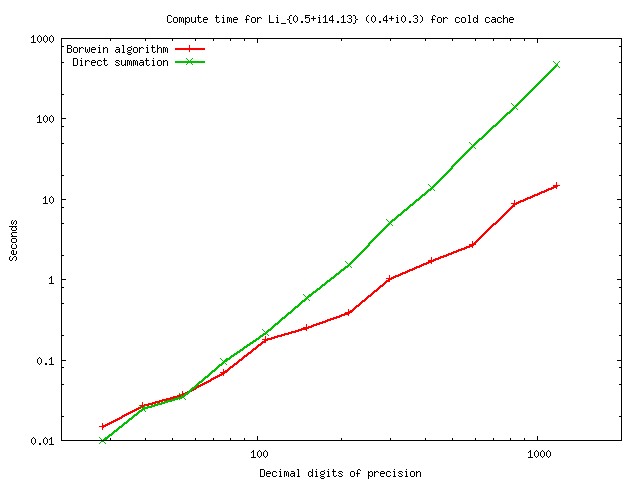 Compute time for Li_{0.5+i14.13} (0.4+i0.3) for cold cache
1000
Borwein algorithm
Direct summation
100
10
Seconds
1
0.1
0.01
100 1000
Decimal digits of precision